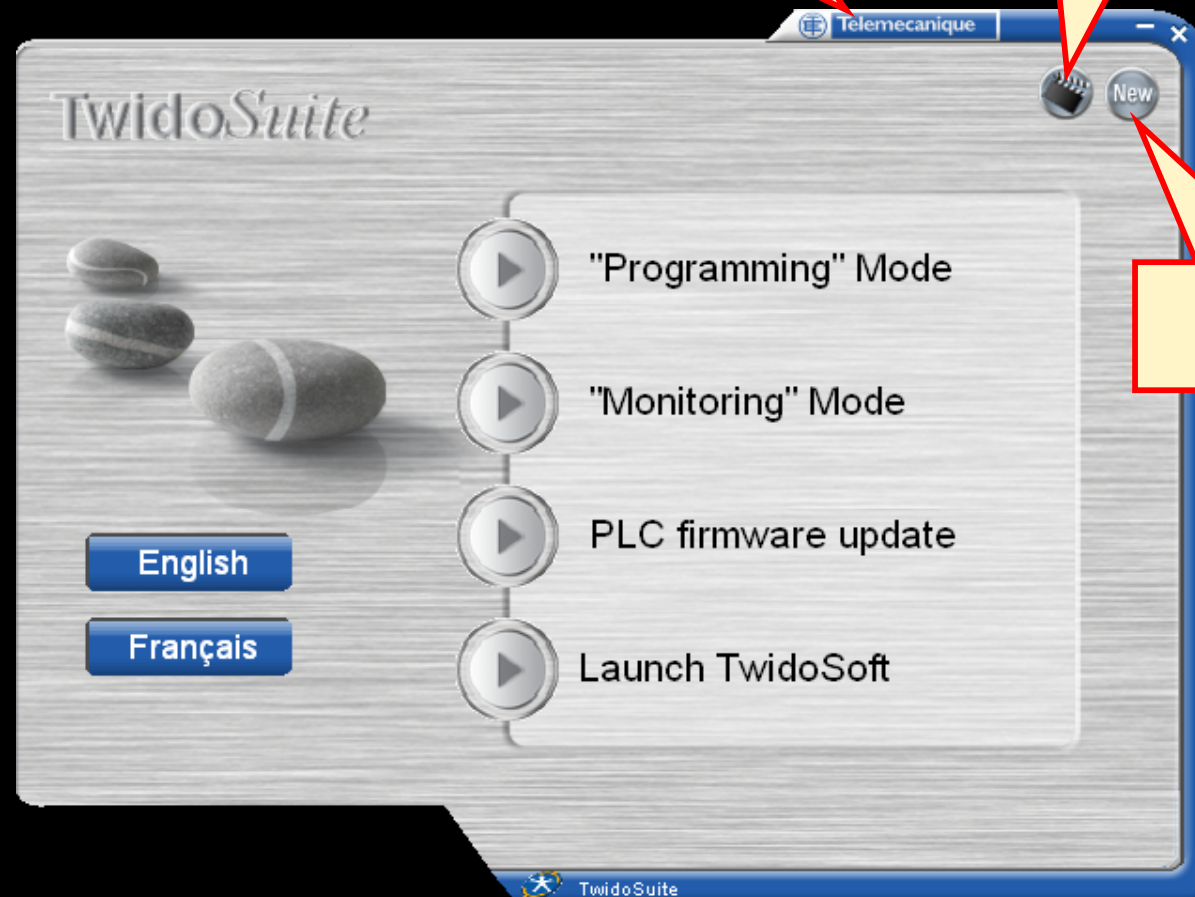 Telemecanique
TwidoSuite
New
"Programming" Mode
"Monitoring" Mode
PLC firmware update
Launch TwidoSoft
English
Français
TwidoSuite